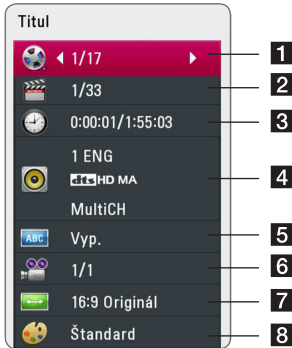 Titul
1/17
1
1/33
2
0:00:01/1:55:03
3
1 ENG
dts HD MA
MultiCH
4
ABC
Vyp.
5
1/1
6
16:9 Originál
7
Štandard
8